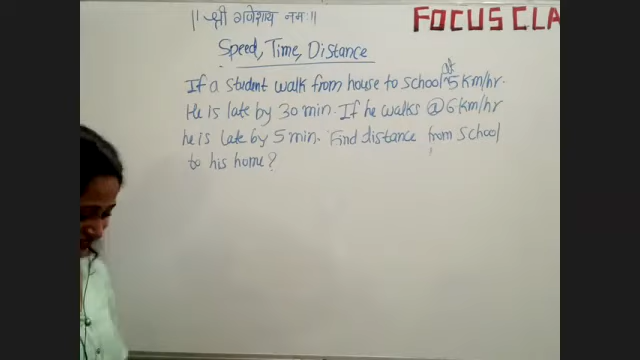 || श्री गणेशाय नमः ||
FOCUS CLA
Speed, Time, Distance
If a student walk from house to school at 5 km/hr.
He is late by 30 min. If he walks @ 6 km/hr
he is late by 5 min. Find distance from school
to his home?